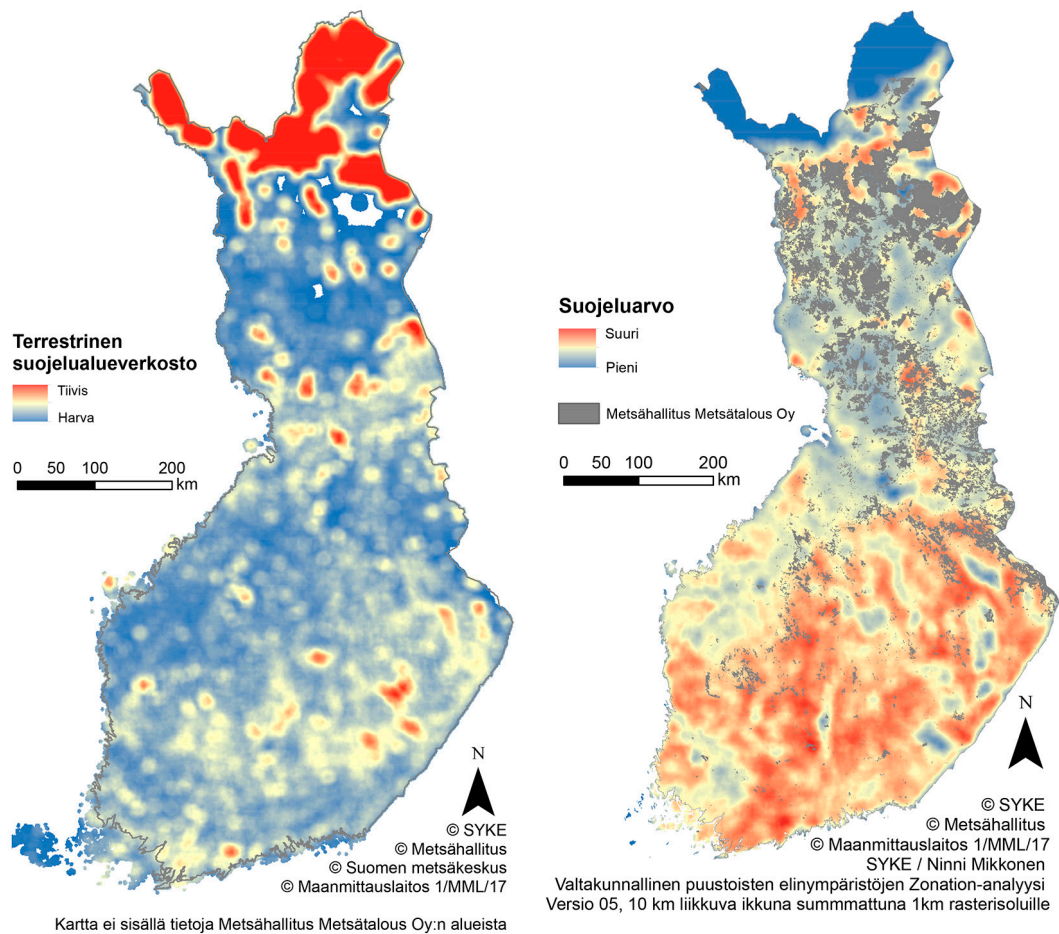 Terrestrinen
suojelualueverkosto
Tiivis
Harva
0 50 100 200
km
N
© SYKE
© Metsähallitus
© Suomen metsäkeskus
© Maanmittauslaitos 1/MML/17
Kartta ei sisällä tietoja Metsähallitus Metsätalous Oy:n alueista
Suojeluarvo
Suuri
Pieni
Metsähallitus Metsätalous Oy
0 50 100 200
km
N
© SYKE
© Metsähallitus
© Maanmittauslaitos 1/MML/17
SYKE / Ninni Mikkonen
Valtakunnallinen puustoisten elinympäristöjen Zonation-analyysi
Versio 05, 10 km liikkuva ikkuna summmattuna 1km rasterisoluille